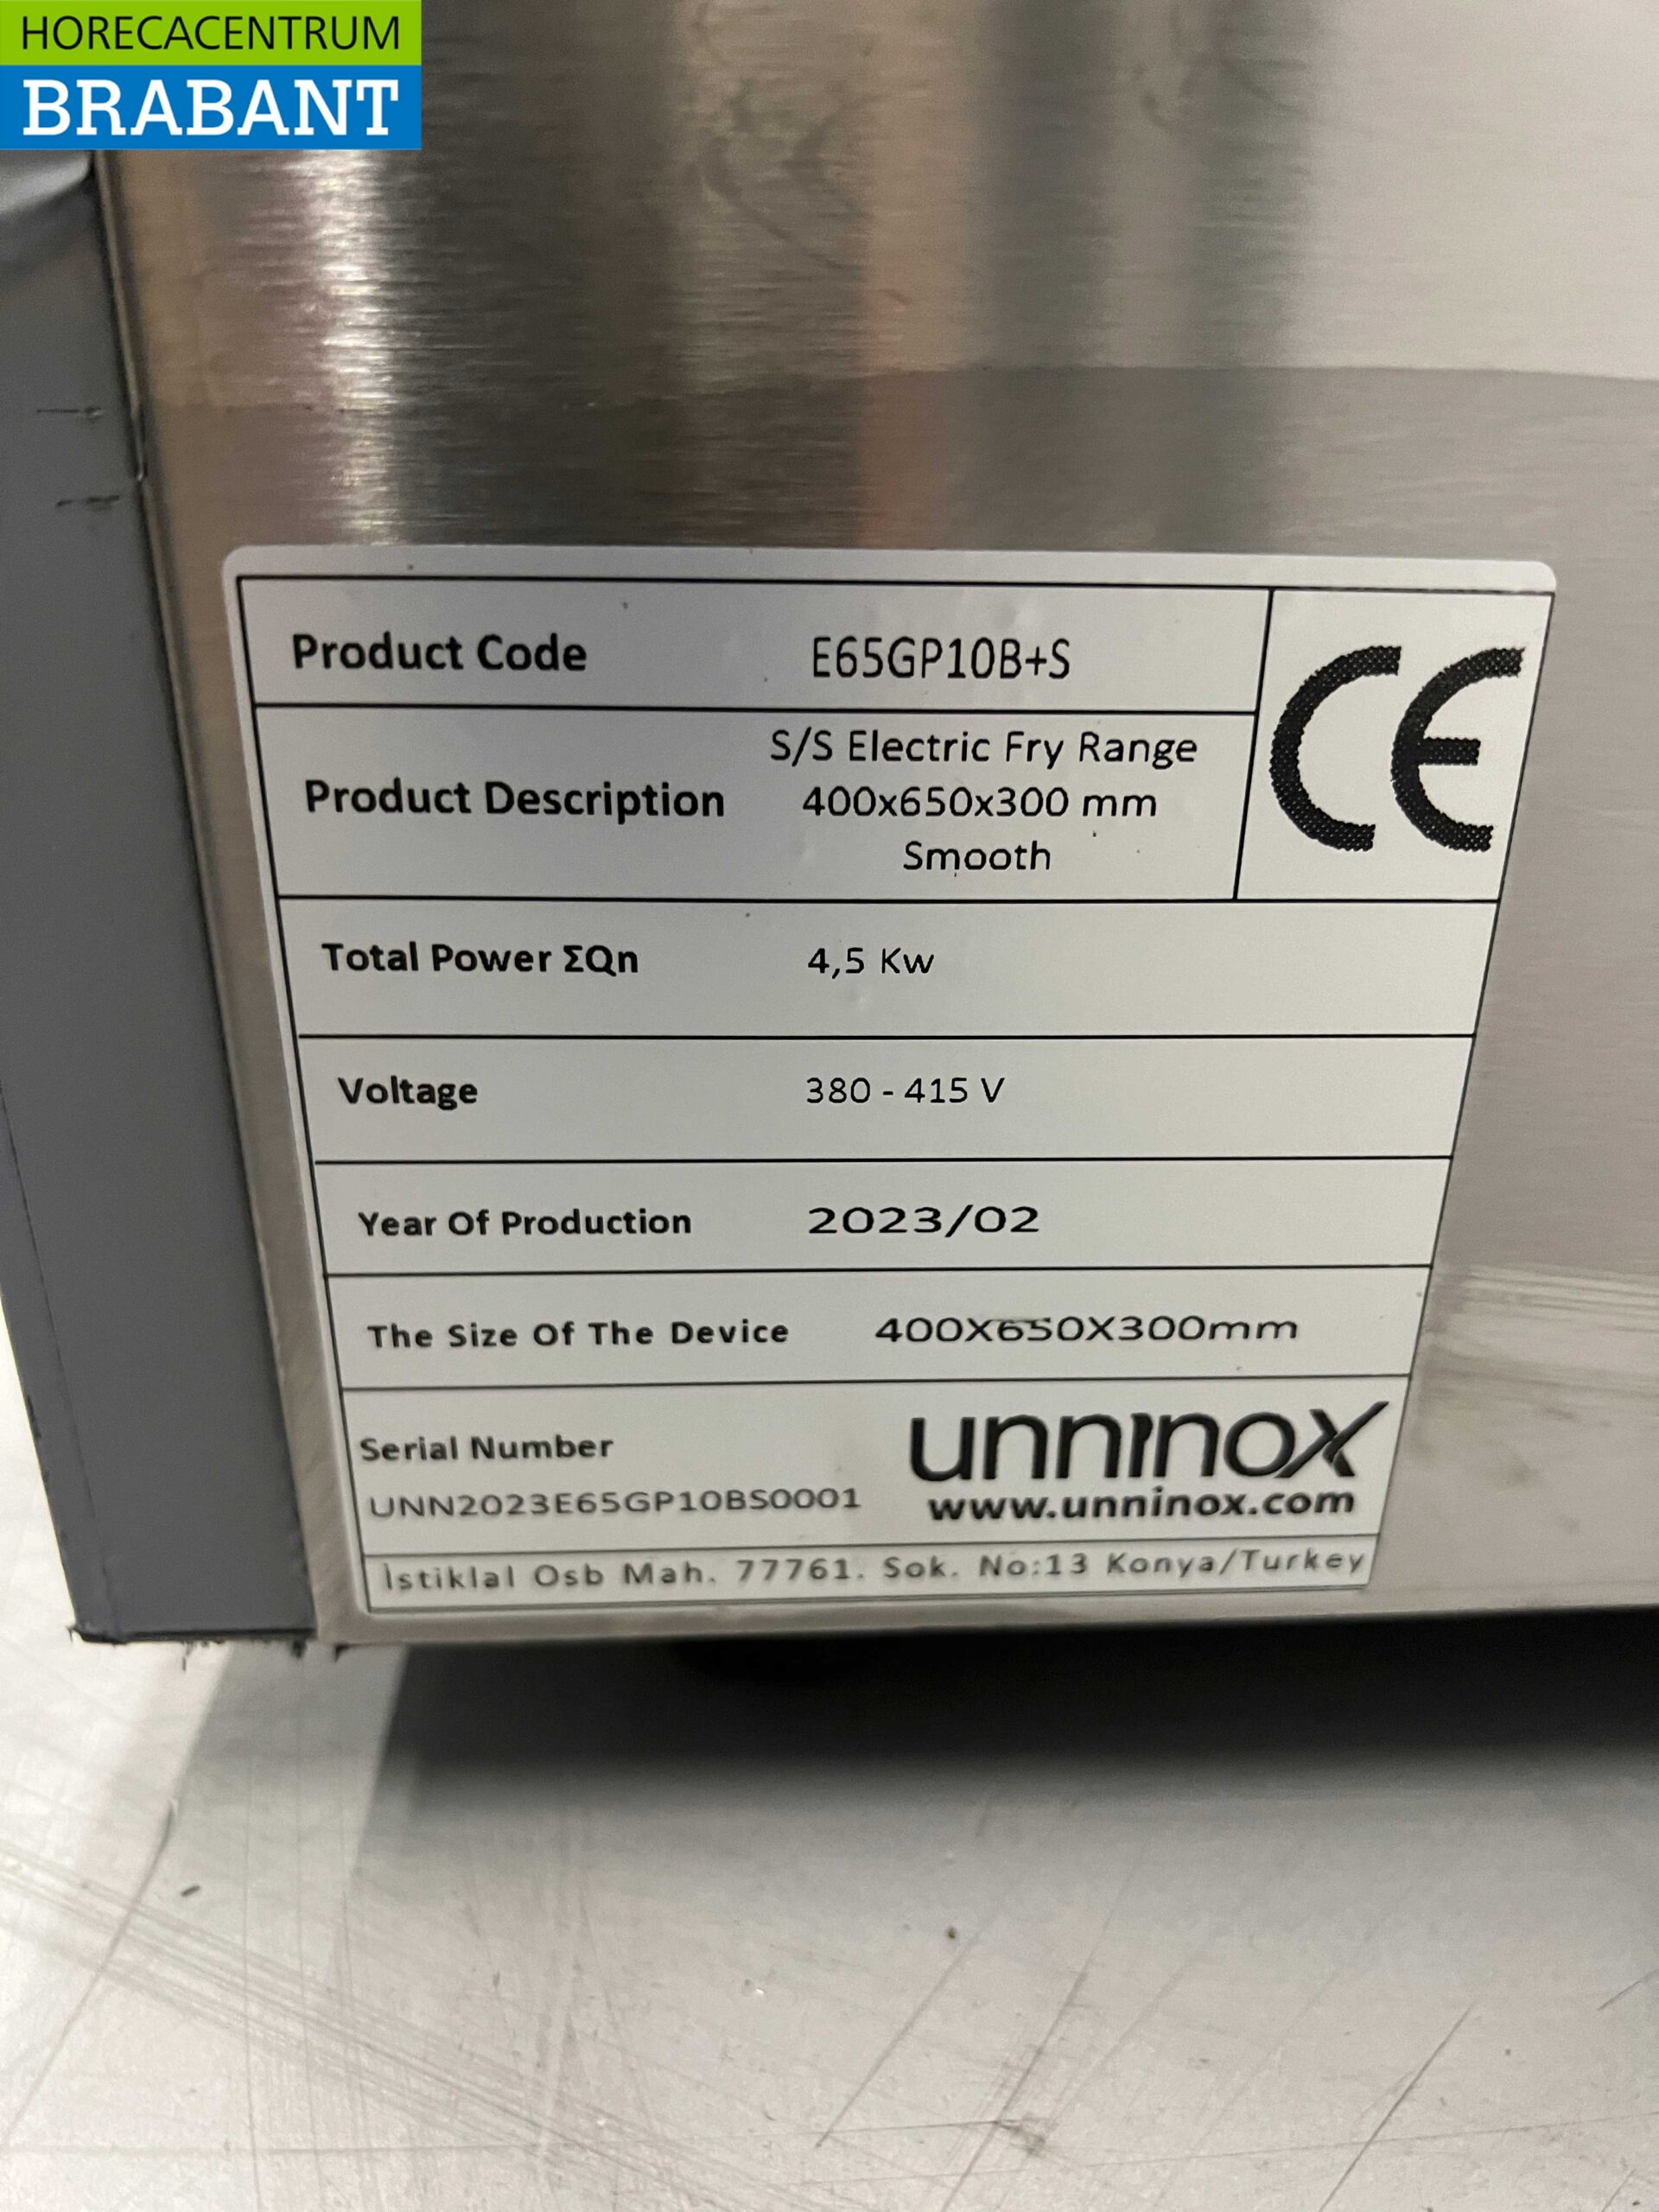 HORECACENTRUM
BRABANT
Product Code E65GP10B+S
CE
Product Description S/S Electric Fry Range
400x650x300 mm
Smooth
Total Power ΣQn 4,5 Kw
Voltage 380 - 415 V
Year Of Production 2023/02
The Size Of The Device 400X650X300mm
Serial Number
UNN2023E65GP10BS0001
unninox
www.unninox.com
İstiklal Osb Mah. 77761. Sok. No:13 Konya/Turkey